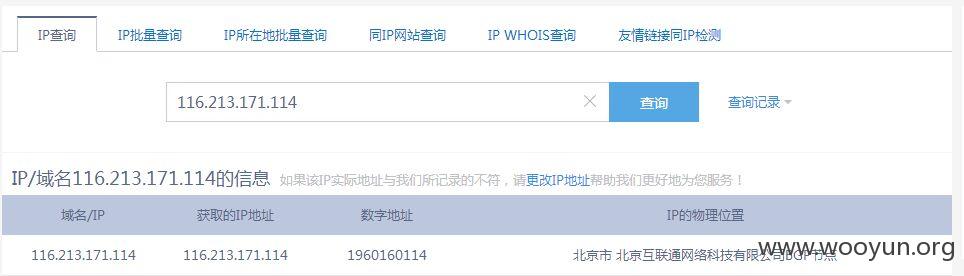 IP查询 IP批量查询 IP所在地批量查询 同IP网站查询 IP WHOIS查询 友情链接同IP检测
116.213.171.114 查询 查询记录
IP/域名116.213.171.114的信息 如果该IP实际地址与我们所记录的不符，请更改IP地址帮助我们更好地为您服务！
域名/IP 获取的IP地址 数字地址 IP的物理位置
116.213.171.114 116.213.171.114 1960160114 北京市 北京互联通网络科技有限公司BGP节点
www.wooyun.org